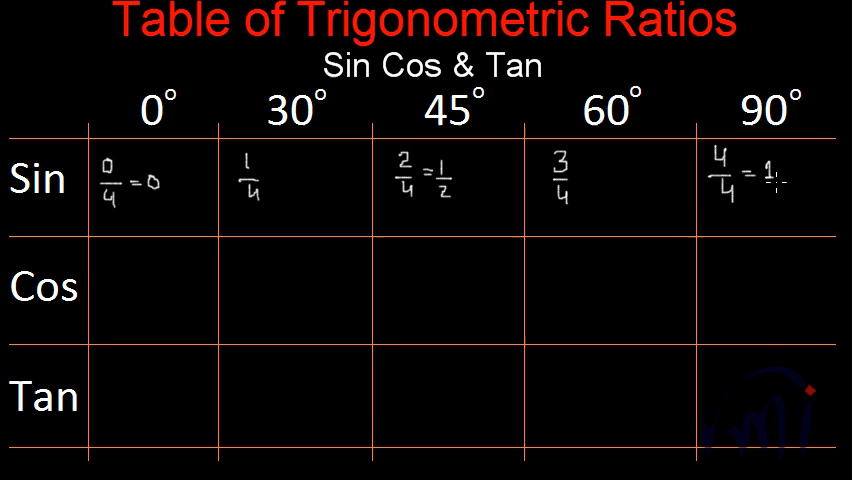 Table of Trigonometric Ratios
Sin Cos & Tan
0° 30° 45° 60° 90°
Sin 0/4 = 0 1/4 2/4 = 1/2 3/4 4/4 = 1
Cos
Tan